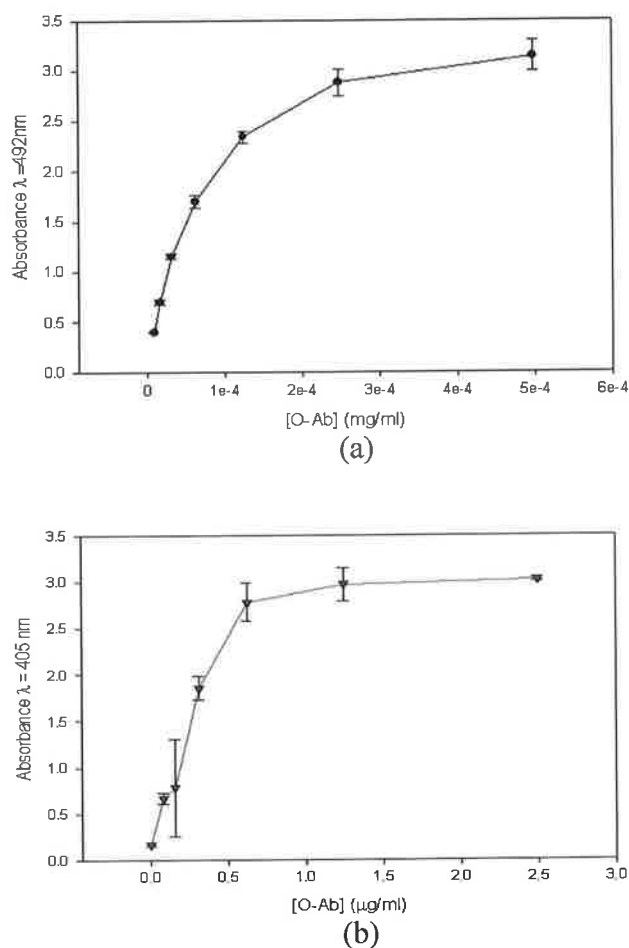 3.5
3.0
2.5
2.0
1.5
1.0
0.5
0.0
Absorbance λ =492nm
0 1e-4 2e-4 3e-4 4e-4 5e-4 6e-4
[O-Ab] (mg/ml)
(a)
3.5
3.0
2.5
2.0
1.5
1.0
0.5
0.0
Absorbance λ = 405 nm
0.0 0.5 1.0 1.5 2.0 2.5 3.0
[O-Ab] (µg/ml)
(b)